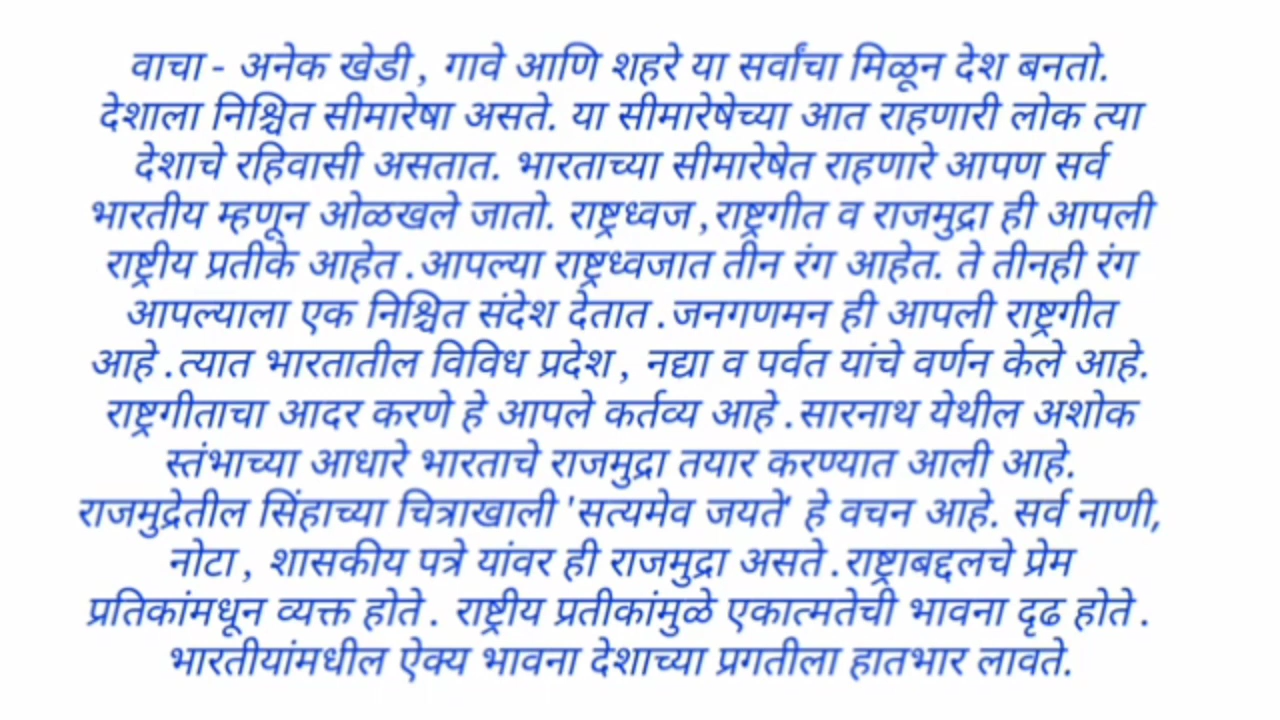 वाचा - अनेक खेडी , गावे आणि शहरे या सर्वांचा मिळून देश बनतो.
देशाला निश्चित सीमारेषा असते. या सीमारेषेच्या आत राहणारी लोक त्या
देशाचे रहिवासी असतात. भारताच्या सीमारेषेत राहणारे आपण सर्व
भारतीय म्हणून ओळखले जातो. राष्ट्रध्वज ,राष्ट्रगीत व राजमुद्रा ही आपली
राष्ट्रीय प्रतीके आहेत .आपल्या राष्ट्रध्वजात तीन रंग आहेत. ते तीनही रंग
आपल्याला एक निश्चित संदेश देतात .जनगणमन ही आपली राष्ट्रगीत
आहे .त्यात भारतातील विविध प्रदेश , नद्या व पर्वत यांचे वर्णन केले आहे.
राष्ट्रगीताचा आदर करणे हे आपले कर्तव्य आहे .सारनाथ येथील अशोक
स्तंभाच्या आधारे भारताचे राजमुद्रा तयार करण्यात आली आहे.
राजमुद्रेतील सिंहाच्या चित्राखाली 'सत्यमेव जयते' हे वचन आहे. सर्व नाणी,
नोटा , शासकीय पत्रे यांवर ही राजमुद्रा असते .राष्ट्राबद्दलचे प्रेम
प्रतिकांमधून व्यक्त होते . राष्ट्रीय प्रतीकांमुळे एकात्मतेची भावना दृढ होते .
भारतीयांमधील ऐक्य भावना देशाच्या प्रगतीला हातभार लावते.